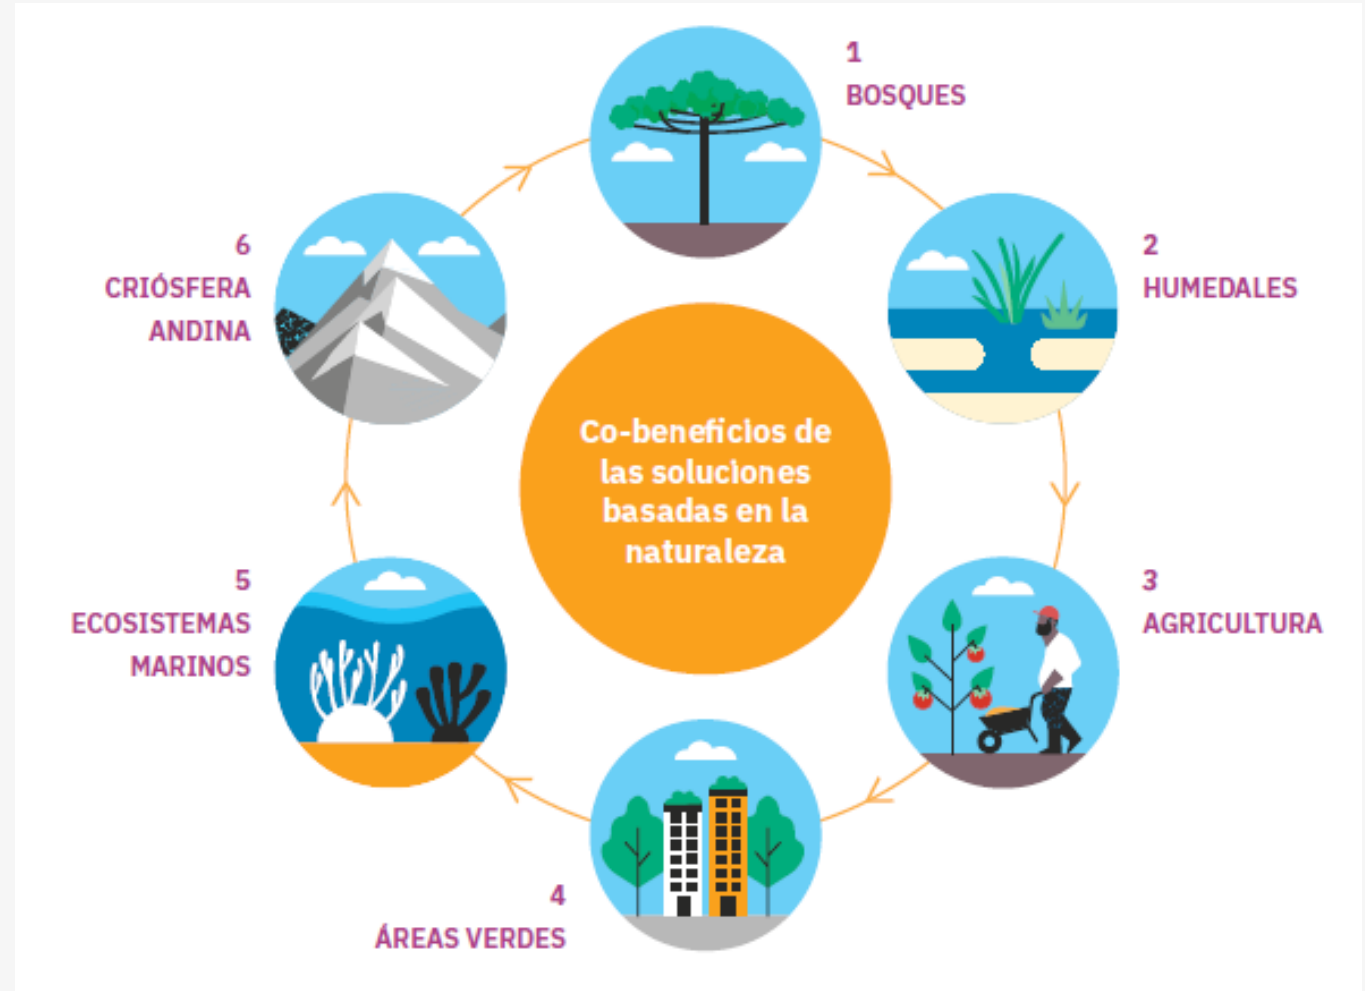 1
BOSQUES
2
HUMEDALES
3
AGRICULTURA
4
ÁREAS VERDES
5
ECOSISTEMAS
MARINOS
6
CRIÓSFERA
ANDINA
Co-beneficios de
las soluciones
basadas en la
naturaleza